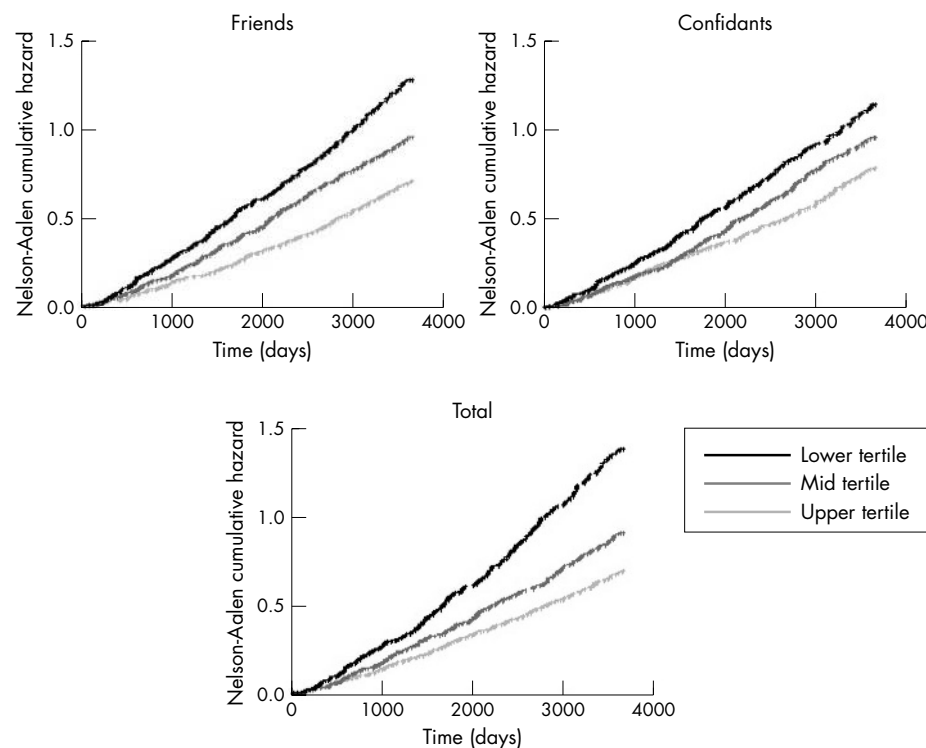 Friends
Nelson-Aalen cumulative hazard
1.5
1.0
0.5
0.0
0 1000 2000 3000 4000
Time (days)
Confidants
Nelson-Aalen cumulative hazard
1.5
1.0
0.5
0.0
0 1000 2000 3000 4000
Time (days)
Total
Nelson-Aalen cumulative hazard
1.5
1.0
0.5
0.0
0 1000 2000 3000 4000
Time (days)
Lower tertile
Mid tertile
Upper tertile